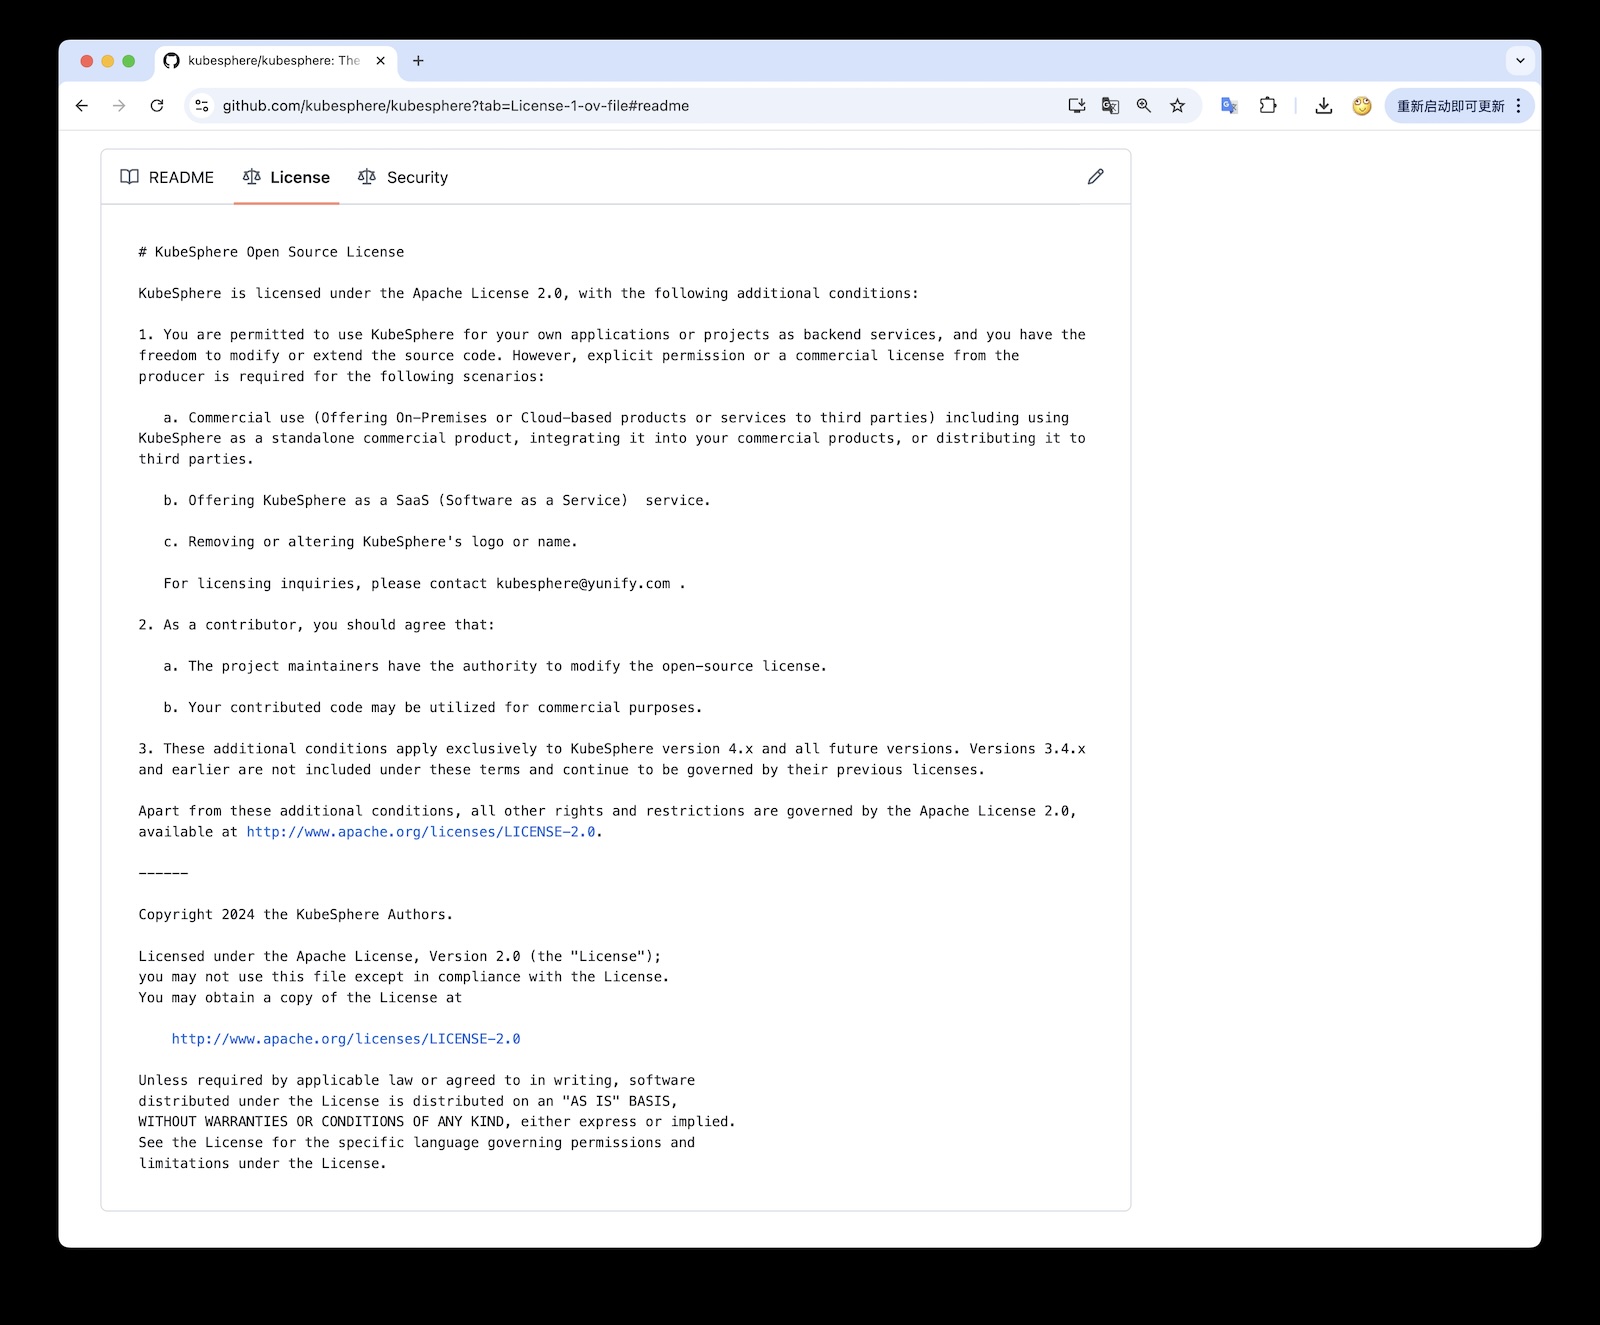 kubesphere/kubesphere: The
github.com/kubesphere/kubesphere?tab=License-1-ov-file#readme
重新启动即可更新
README License Security
# KubeSphere Open Source License
KubeSphere is licensed under the Apache License 2.0, with the following additional conditions:
1. You are permitted to use KubeSphere for your own applications or projects as backend services, and you have the
freedom to modify or extend the source code. However, explicit permission or a commercial license from the
producer is required for the following scenarios:
a. Commercial use (Offering On-Premises or Cloud-based products or services to third parties) including using
KubeSphere as a standalone commercial product, integrating it into your commercial products, or distributing it to
third parties.
b. Offering KubeSphere as a SaaS (Software as a Service)  service.
c. Removing or altering KubeSphere's logo or name.
For licensing inquiries, please contact kubesphere@yunify.com .
2. As a contributor, you should agree that:
a. The project maintainers have the authority to modify the open-source license.
b. Your contributed code may be utilized for commercial purposes.
3. These additional conditions apply exclusively to KubeSphere version 4.x and all future versions. Versions 3.4.x
and earlier are not included under these terms and continue to be governed by their previous licenses.
Apart from these additional conditions, all other rights and restrictions are governed by the Apache License 2.0,
available at http://www.apache.org/licenses/LICENSE-2.0.
------
Copyright 2024 the KubeSphere Authors.
Licensed under the Apache License, Version 2.0 (the "License");
you may not use this file except in compliance with the License.
You may obtain a copy of the License at
http://www.apache.org/licenses/LICENSE-2.0
Unless required by applicable law or agreed to in writing, software
distributed under the License is distributed on an "AS IS" BASIS,
WITHOUT WARRANTIES OR CONDITIONS OF ANY KIND, either express or implied.
See the License for the specific language governing permissions and
limitations under the License.